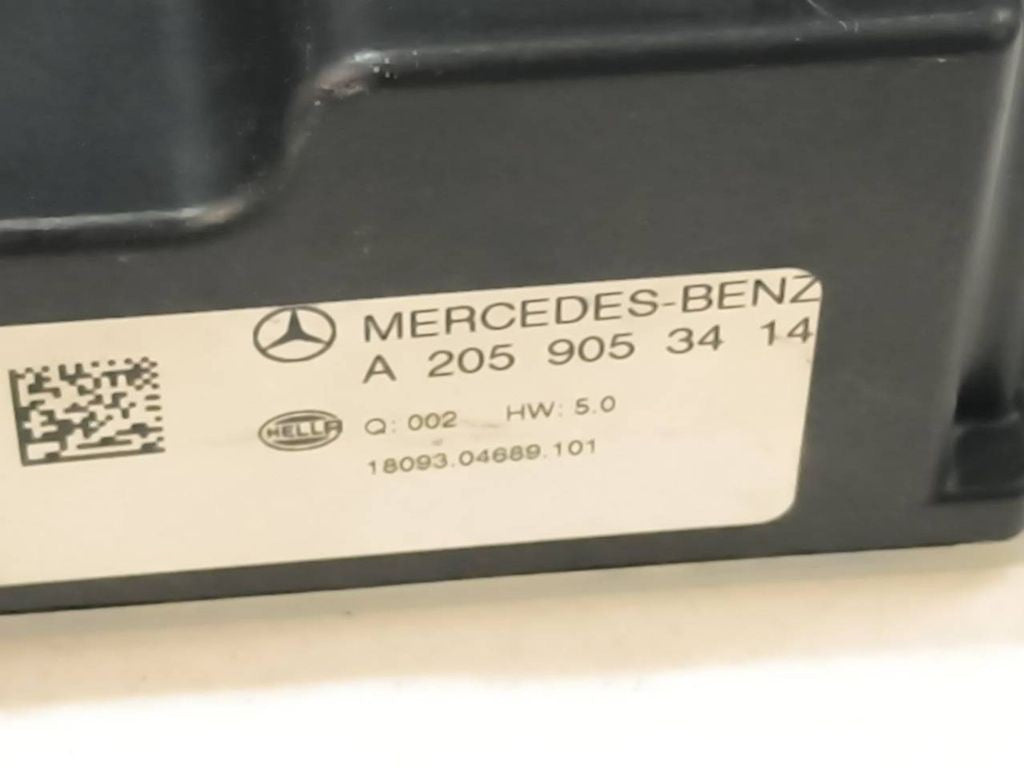 MERCEDES-BENZ
A 205 905 34 14
HELLA Q: 002 HW: 5.0
18093.04689.101